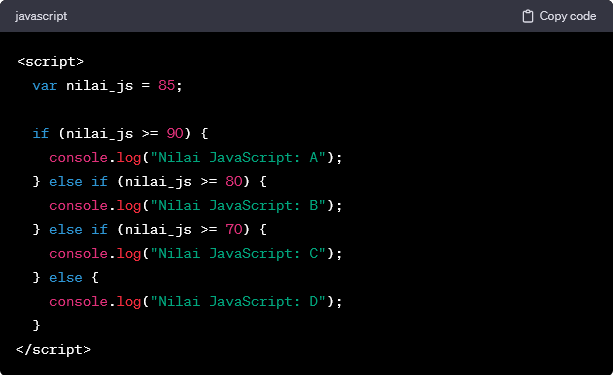 javascript
Copy code
<script>
  var nilai_js = 85;

  if (nilai_js >= 90) {
    console.log("Nilai JavaScript: A");
  } else if (nilai_js >= 80) {
    console.log("Nilai JavaScript: B");
  } else if (nilai_js >= 70) {
    console.log("Nilai JavaScript: C");
  } else {
    console.log("Nilai JavaScript: D");
  }
</script>